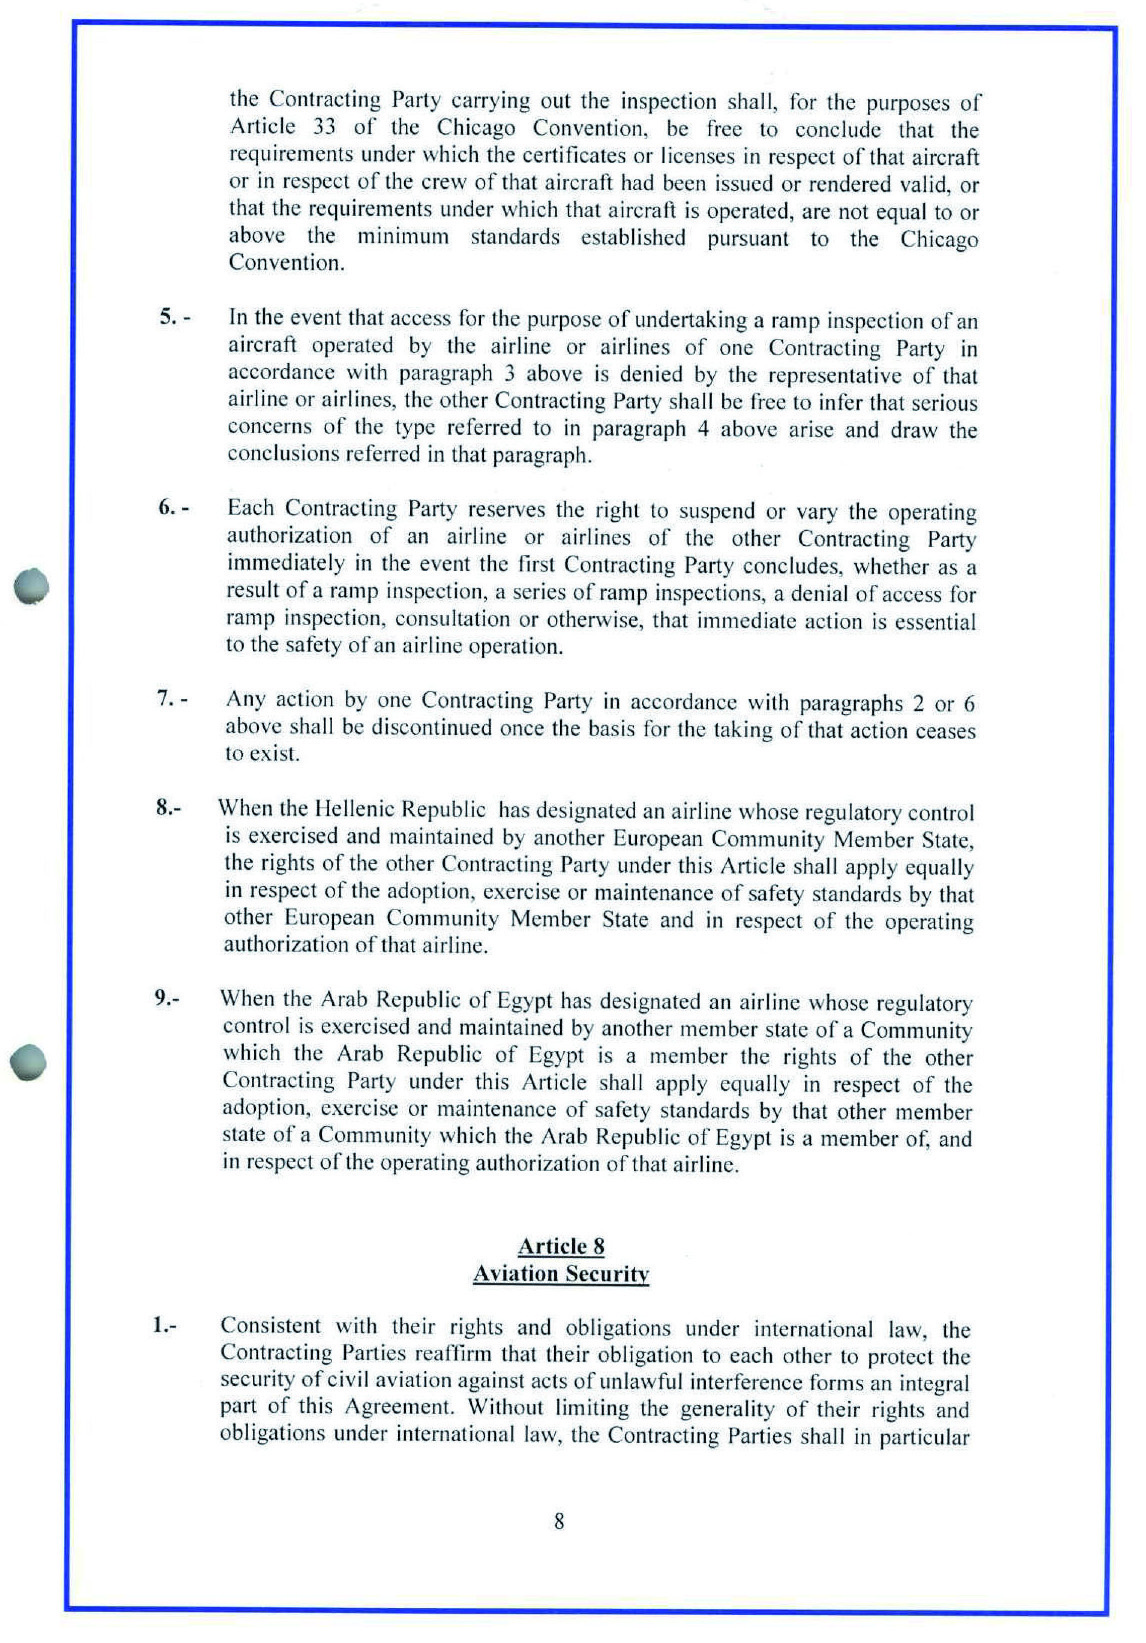 the Contracting Party carrying out the inspection shall, for the purposes of
Article 33 of the Chicago Convention, be free to conclude that the
requirements under which the certificates or licenses in respect of that aircraft
or in respect of the crew of that aircraft had been issued or rendered valid, or
that the requirements under which that aircraft is operated, are not equal to or
above the minimum standards established pursuant to the Chicago
Convention.
5. - In the event that access for the purpose of undertaking a ramp inspection of an
aircraft operated by the airline or airlines of one Contracting Party in
accordance with paragraph 3 above is denied by the representative of that
airline or airlines, the other Contracting Party shall be free to infer that serious
concerns of the type referred to in paragraph 4 above arise and draw the
conclusions referred in that paragraph.
6. - Each Contracting Party reserves the right to suspend or vary the operating
authorization of an airline or airlines of the other Contracting Party
immediately in the event the first Contracting Party concludes, whether as a
result of a ramp inspection, a series of ramp inspections, a denial of access for
ramp inspection, consultation or otherwise, that immediate action is essential
to the safety of an airline operation.
7. - Any action by one Contracting Party in accordance with paragraphs 2 or 6
above shall be discontinued once the basis for the taking of that action ceases
to exist.
8.- When the Hellenic Republic has designated an airline whose regulatory control
is exercised and maintained by another European Community Member State,
the rights of the other Contracting Party under this Article shall apply equally
in respect of the adoption, exercise or maintenance of safety standards by that
other European Community Member State and in respect of the operating
authorization of that airline.
9.- When the Arab Republic of Egypt has designated an airline whose regulatory
control is exercised and maintained by another member state of a Community
which the Arab Republic of Egypt is a member the rights of the other
Contracting Party under this Article shall apply equally in respect of the
adoption, exercise or maintenance of safety standards by that other member
state of a Community which the Arab Republic of Egypt is a member of, and
in respect of the operating authorization of that airline.
Article 8
Aviation Security
1.- Consistent with their rights and obligations under international law, the
Contracting Parties reaffirm that their obligation to each other to protect the
security of civil aviation against acts of unlawful interference forms an integral
part of this Agreement. Without limiting the generality of their rights and
obligations under international law, the Contracting Parties shall in particular
8